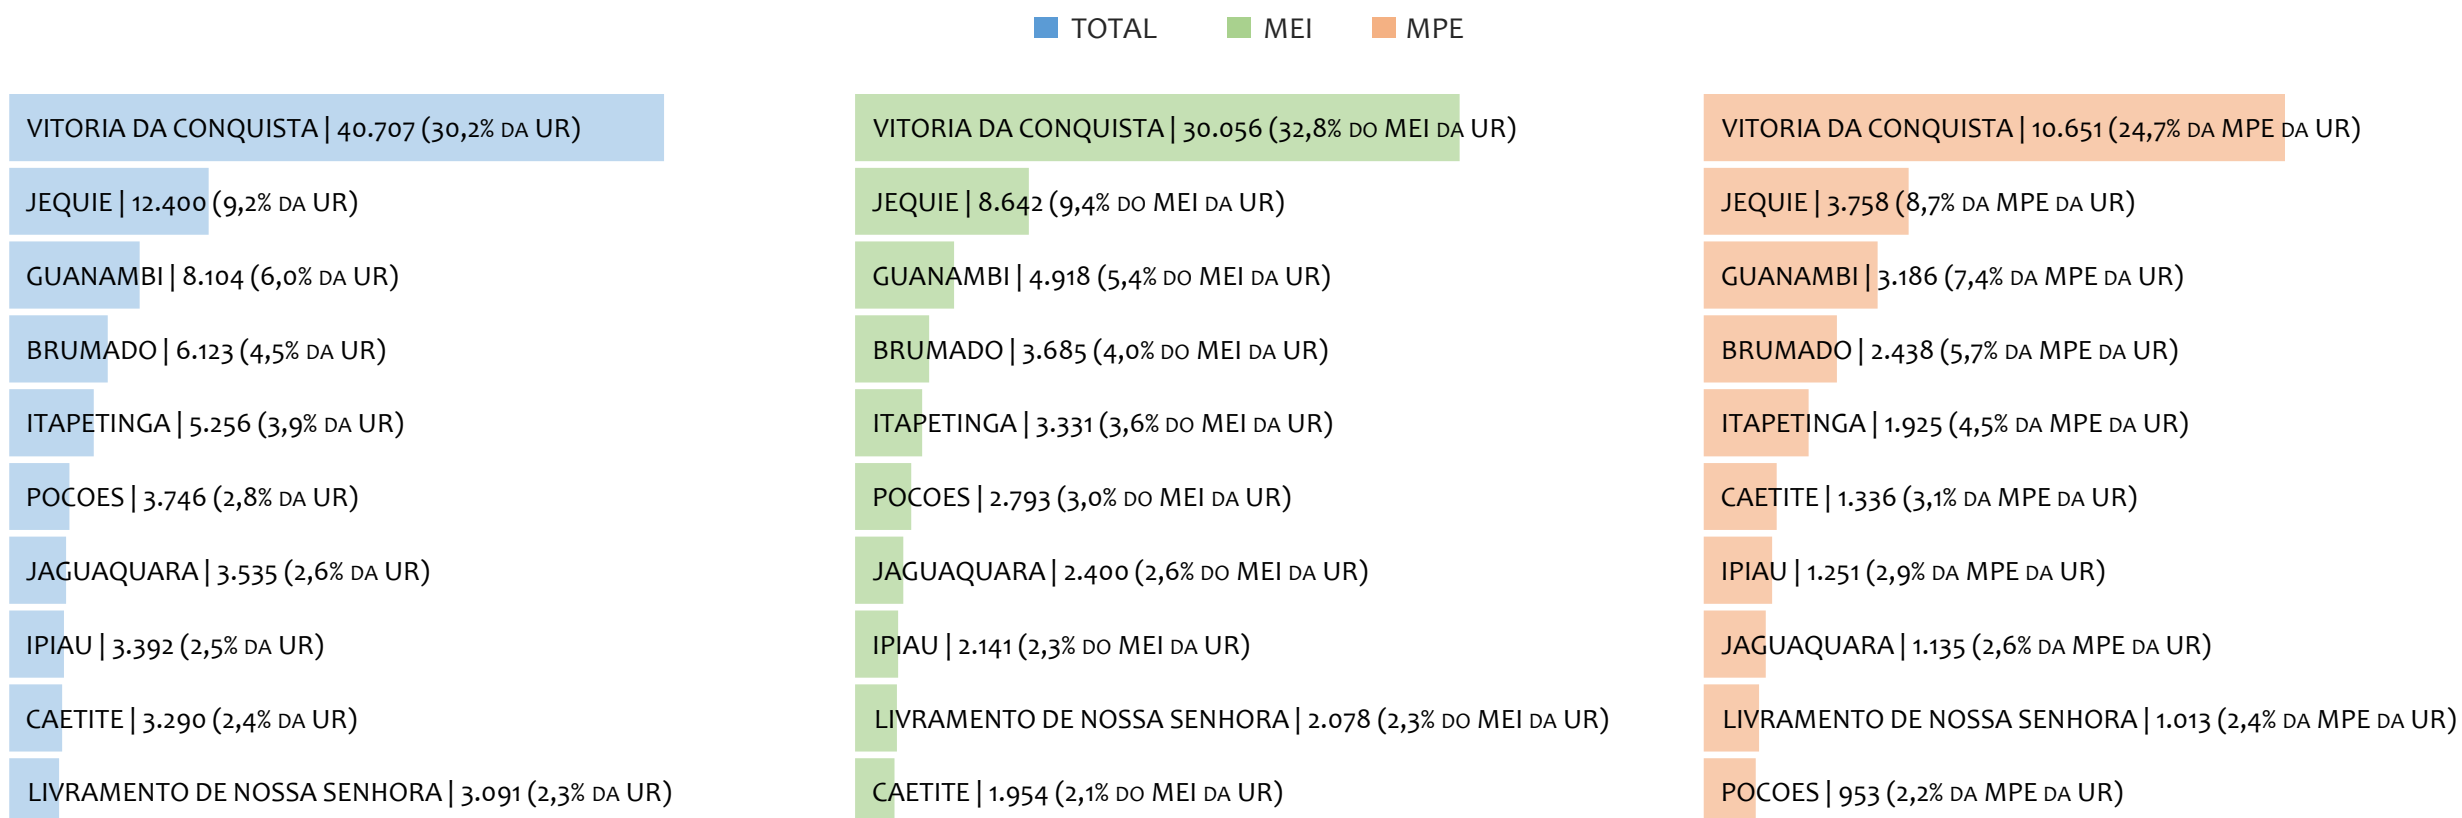 TOTAL MEI MPE
VITORIA DA CONQUISTA | 40.707 (30,2% DA UR)
JEQUIE | 12.400 (9,2% DA UR)
GUANAMBI | 8.104 (6,0% DA UR)
BRUMADO | 6.123 (4,5% DA UR)
ITAPETINGA | 5.256 (3,9% DA UR)
POCOES | 3.746 (2,8% DA UR)
JAGUAQUARA | 3.535 (2,6% DA UR)
IPIAU | 3.392 (2,5% DA UR)
CAETITE | 3.290 (2,4% DA UR)
LIVRAMENTO DE NOSSA SENHORA | 3.091 (2,3% DA UR)
VITORIA DA CONQUISTA | 30.056 (32,8% DO MEI DA UR)
JEQUIE | 8.642 (9,4% DO MEI DA UR)
GUANAMBI | 4.918 (5,4% DO MEI DA UR)
BRUMADO | 3.685 (4,0% DO MEI DA UR)
ITAPETINGA | 3.331 (3,6% DO MEI DA UR)
POCOES | 2.793 (3,0% DO MEI DA UR)
JAGUAQUARA | 2.400 (2,6% DO MEI DA UR)
IPIAU | 2.141 (2,3% DO MEI DA UR)
LIVRAMENTO DE NOSSA SENHORA | 2.078 (2,3% DO MEI DA UR)
CAETITE | 1.954 (2,1% DO MEI DA UR)
VITORIA DA CONQUISTA | 10.651 (24,7% DA MPE DA UR)
JEQUIE | 3.758 (8,7% DA MPE DA UR)
GUANAMBI | 3.186 (7,4% DA MPE DA UR)
BRUMADO | 2.438 (5,7% DA MPE DA UR)
ITAPETINGA | 1.925 (4,5% DA MPE DA UR)
CAETITE | 1.336 (3,1% DA MPE DA UR)
IPIAU | 1.251 (2,9% DA MPE DA UR)
JAGUAQUARA | 1.135 (2,6% DA MPE DA UR)
LIVRAMENTO DE NOSSA SENHORA | 1.013 (2,4% DA MPE DA UR)
POCOES | 953 (2,2% DA MPE DA UR)